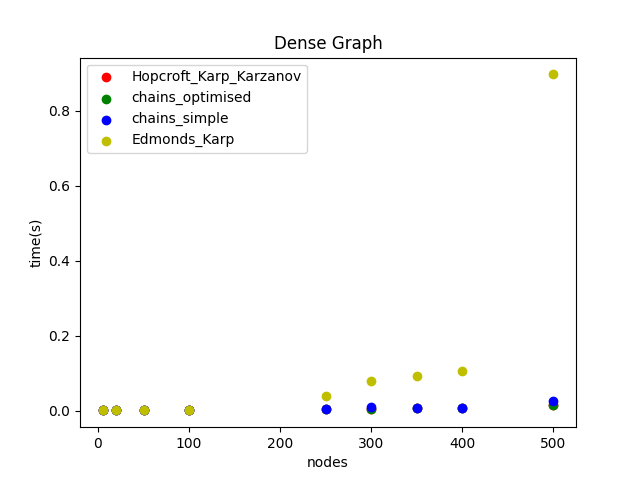 Dense Graph
Hopcroft_Karp_Karzanov
chains_optimised
chains_simple
Edmonds_Karp
time(s)
0.8
0.6
0.4
0.2
0.0
0 100 200 300 400 500
nodes